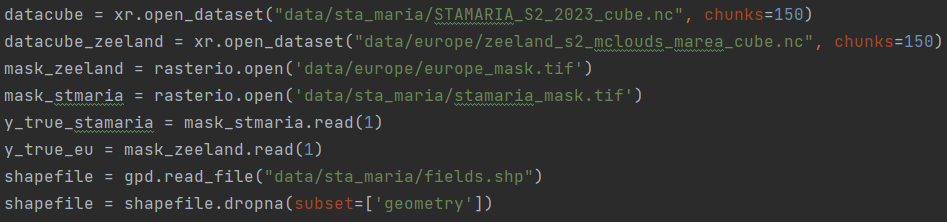 datacube = xr.open_dataset("data/sta_maria/STAMARIA_S2_2023_cube.nc", chunks=150)
datacube_zeeland = xr.open_dataset("data/europe/zeeland_s2_mclouds_marea_cube.nc", chunks=150)
mask_zeeland = rasterio.open('data/europe/europe_mask.tif')
mask_stmaria = rasterio.open('data/sta_maria/stamaria_mask.tif')
y_true_stamaria = mask_stmaria.read(1)
y_true_eu = mask_zeeland.read(1)
shapefile = gpd.read_file("data/sta_maria/fields.shp")
shapefile = shapefile.dropna(subset=['geometry'])